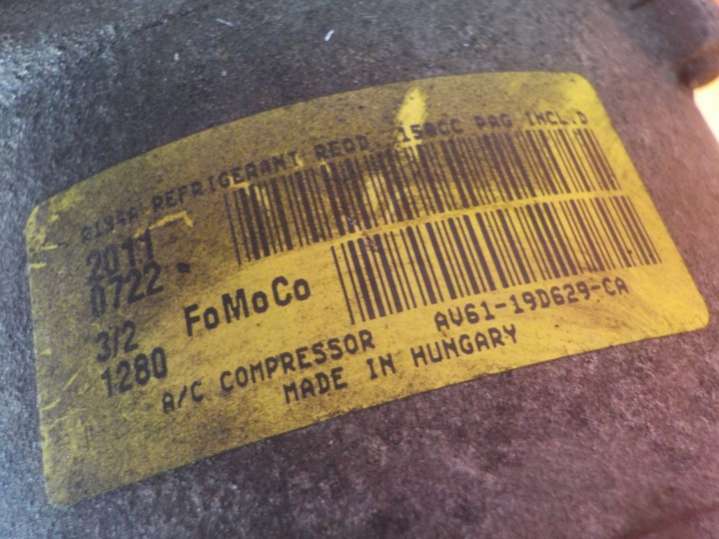 R134A REFRIGERANT REQD 150CC PAG INCL'D
2011
0722
3/2
1280
FoMoCo
AV61-19D629-CA
A/C COMPRESSOR
MADE IN HUNGARY